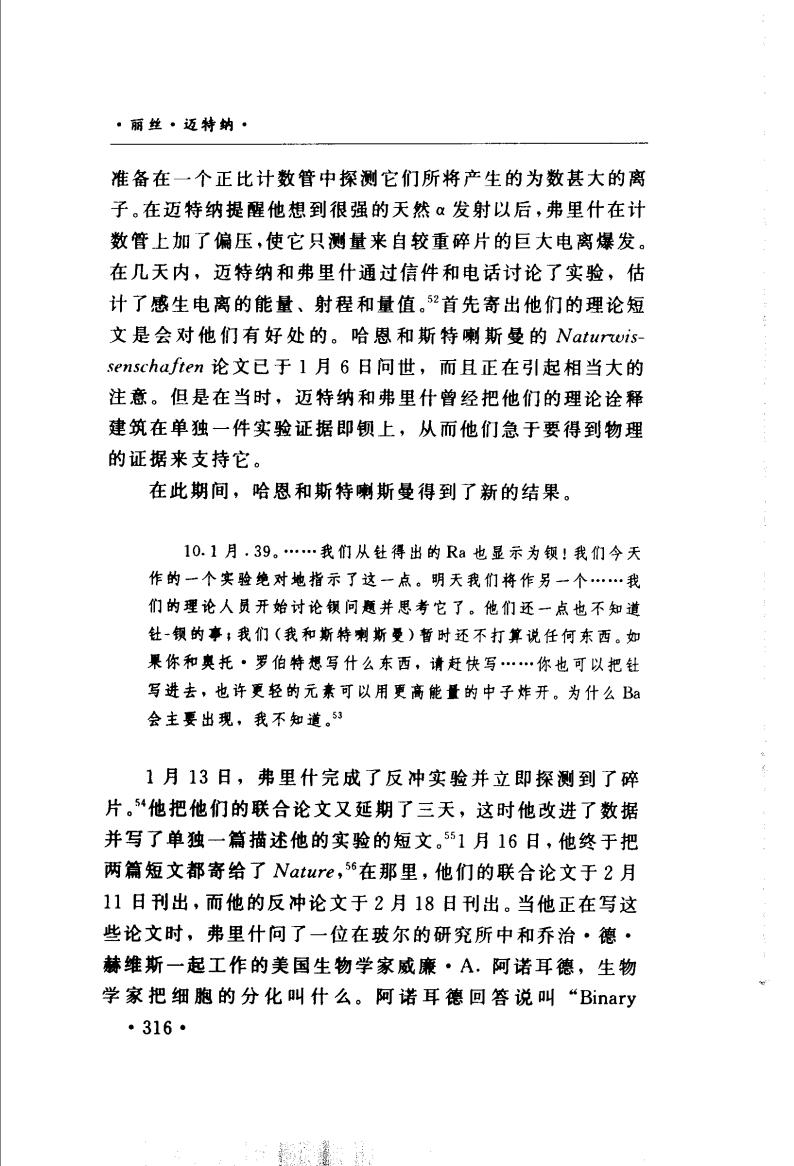 ·丽丝·迈特纳·
准备在一个正比计数管中探测它们所将产生的为数甚大的离
子。在迈特纳提醒他想到很强的天然α发射以后,弗里什在计
数管上加了偏压,使它只测量来自较重碎片的巨大电离爆发。
在几天内，迈特纳和弗里什通过信件和电话讨论了实验，估
计了感生电离的能量、射程和量值。52首先寄出他们的理论短
文是会对他们有好处的。哈恩和斯特喇斯曼的 Naturwis-
senschaften 论文已于1月6日问世，而且正在引起相当大的
注意。但是在当时，迈特纳和弗里什曾经把他们的理论诠释
建筑在单独一件实验证据即钡上，从而他们急于要得到物理
的证据来支持它。
在此期间，哈恩和斯特喇斯曼得到了新的结果。
10.1月.39。……我们从钍得出的Ra也显示为钡!我们今天
作的一个实验绝对地指示了这一点。明天我们将作另一个……我
们的理论人员开始讨论钡问题并思考它了。他们还一点也不知道
钍-钡的事;我们(我和斯特喇斯曼)暂时还不打算说任何东西。如
果你和奥托·罗伯特想写什么东西，请赶快写……你也可以把钍
写进去，也许更轻的元素可以用更高能量的中子炸开。为什么Ba
会主要出现，我不知道。53
1月13日，弗里什完成了反冲实验并立即探测到了碎
片。54他把他们的联合论文又延期了三天，这时他改进了数据
并写了单独一篇描述他的实验的短文。551月16日,他终于把
两篇短文都寄给了 Nature,56在那里,他们的联合论文于2月
11日刊出,而他的反冲论文于2月18日刊出。当他正在写这
些论文时，弗里什问了一位在玻尔的研究所中和乔治·德·
赫维斯一起工作的美国生物学家威廉·A. 阿诺耳德，生物
学家把细胞的分化叫什么。阿诺耳德回答说叫“Binary
·316·